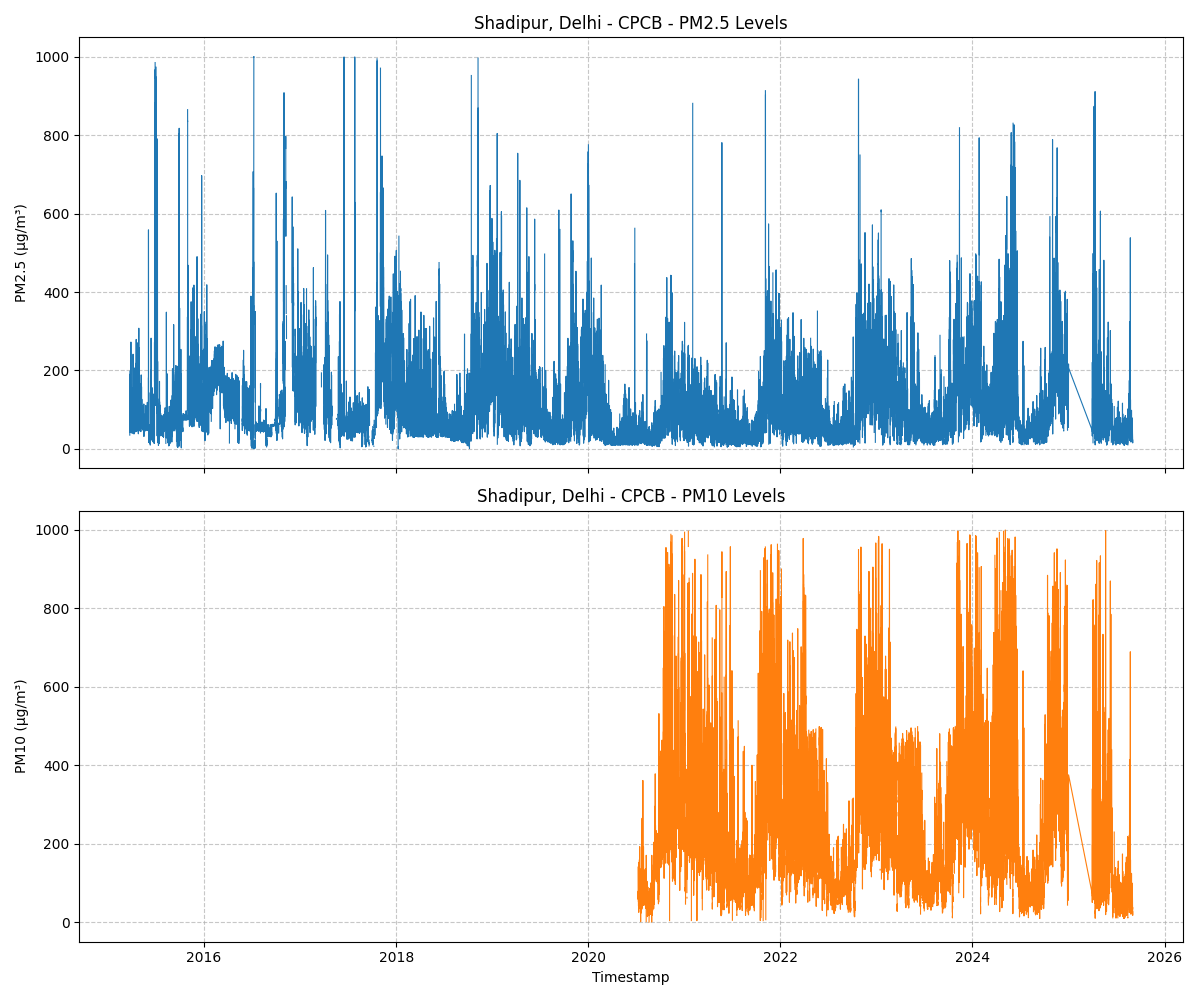 Shadipur, Delhi - CPCB - PM2.5 Levels
PM2.5 (µg/m³)
1000
800
600
400
200
0
Shadipur, Delhi - CPCB - PM10 Levels
PM10 (µg/m³)
1000
800
600
400
200
0
2016 2018 2020 2022 2024 2026
Timestamp